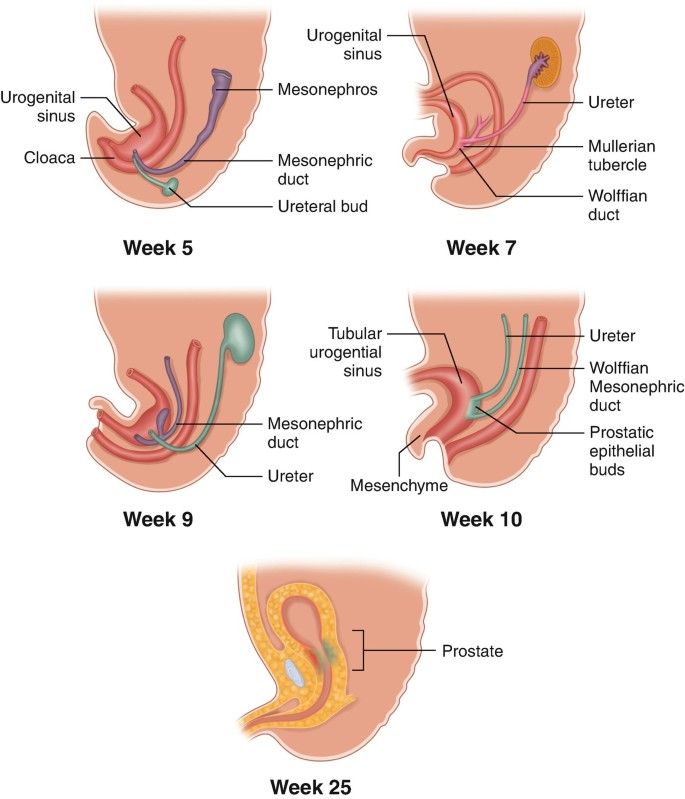 Urogenital
sinus
Cloaca
Mesonephros
Mesonephric
duct
Ureteral bud
Week 5
Urogenital
sinus
Ureter
Mullerian
tubercle
Wolffian
duct
Week 7
Mesonephric
duct
Ureter
Week 9
Tubular
urogential
sinus
Ureter
Wolffian
Mesonephric
duct
Prostatic
epithelial
buds
Mesenchyme
Week 10
Prostate
Week 25